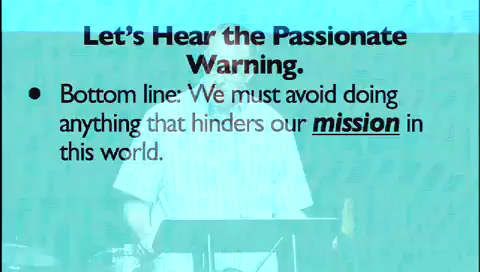 Let's Hear the Passionate
Warning.
• Bottom line: We must avoid doing
anything that hinders our mission in
this world.